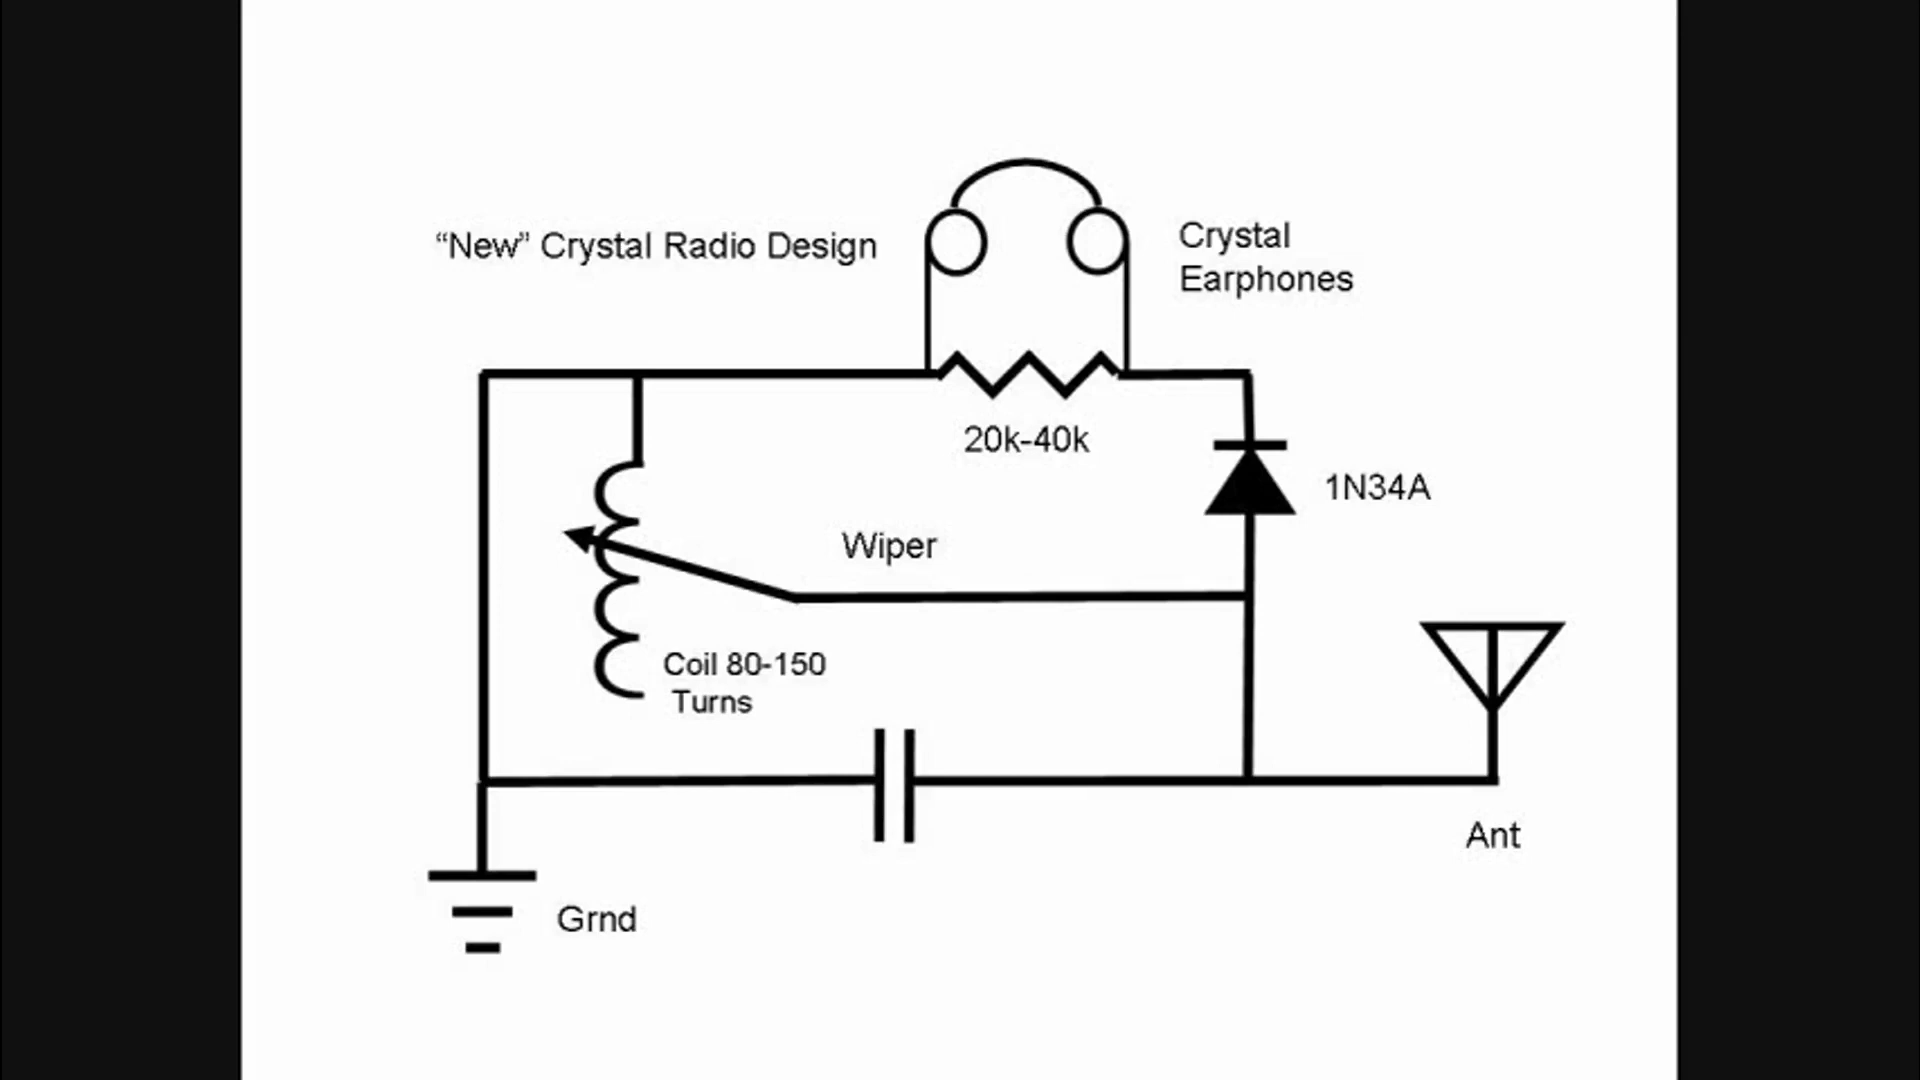 “New” Crystal Radio Design
Crystal
Earphones
20k-40k
1N34A
Wiper
Coil 80-150
Turns
Ant
Grnd